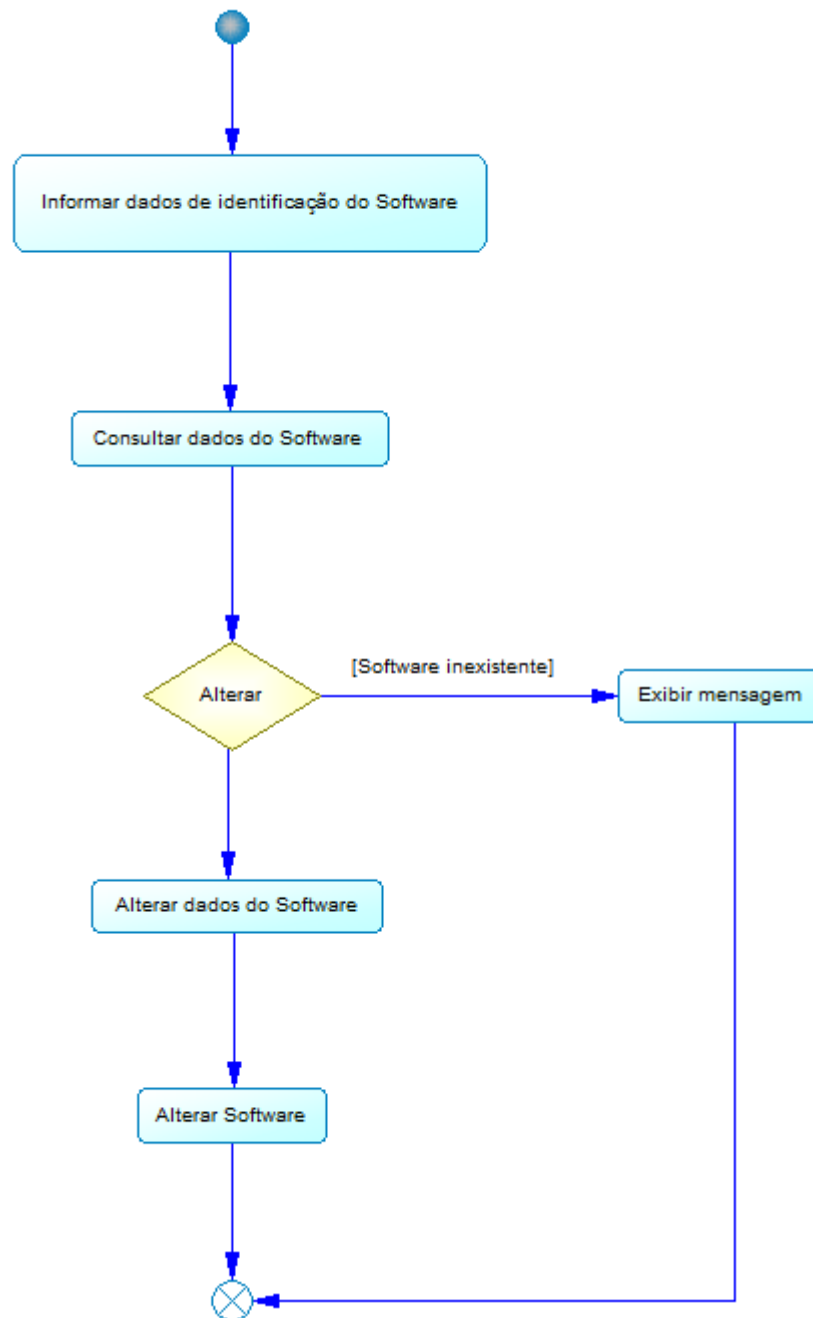 Informar dados de identificação do Software
Consultar dados do Software
Alterar
[Software inexistente]
Exibir mensagem
Alterar dados do Software
Alterar Software